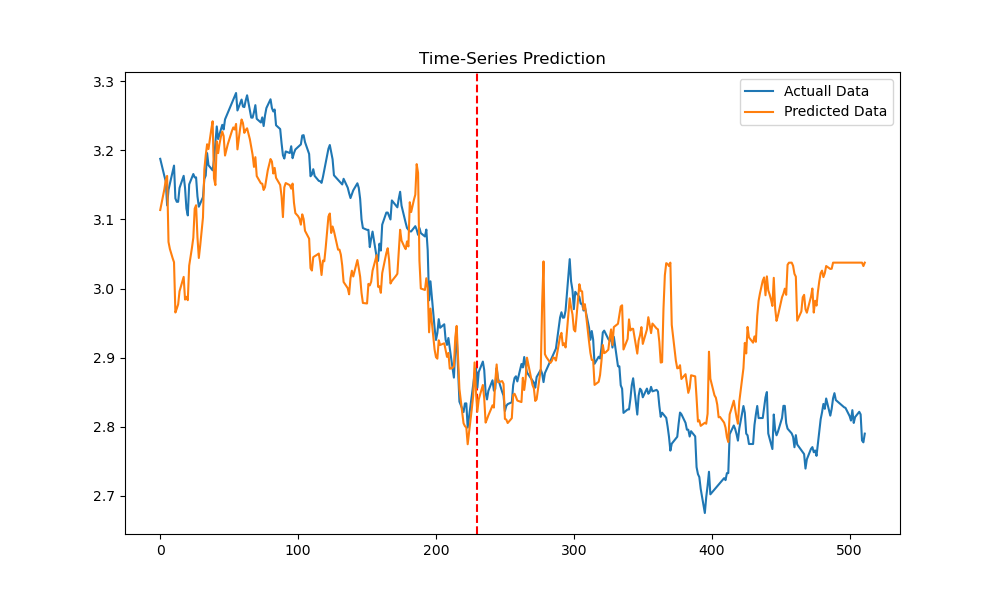 Time-Series Prediction
Actuall Data
Predicted Data
3.3
3.2
3.1
3.0
2.9
2.8
2.7
0 100 200 300 400 500